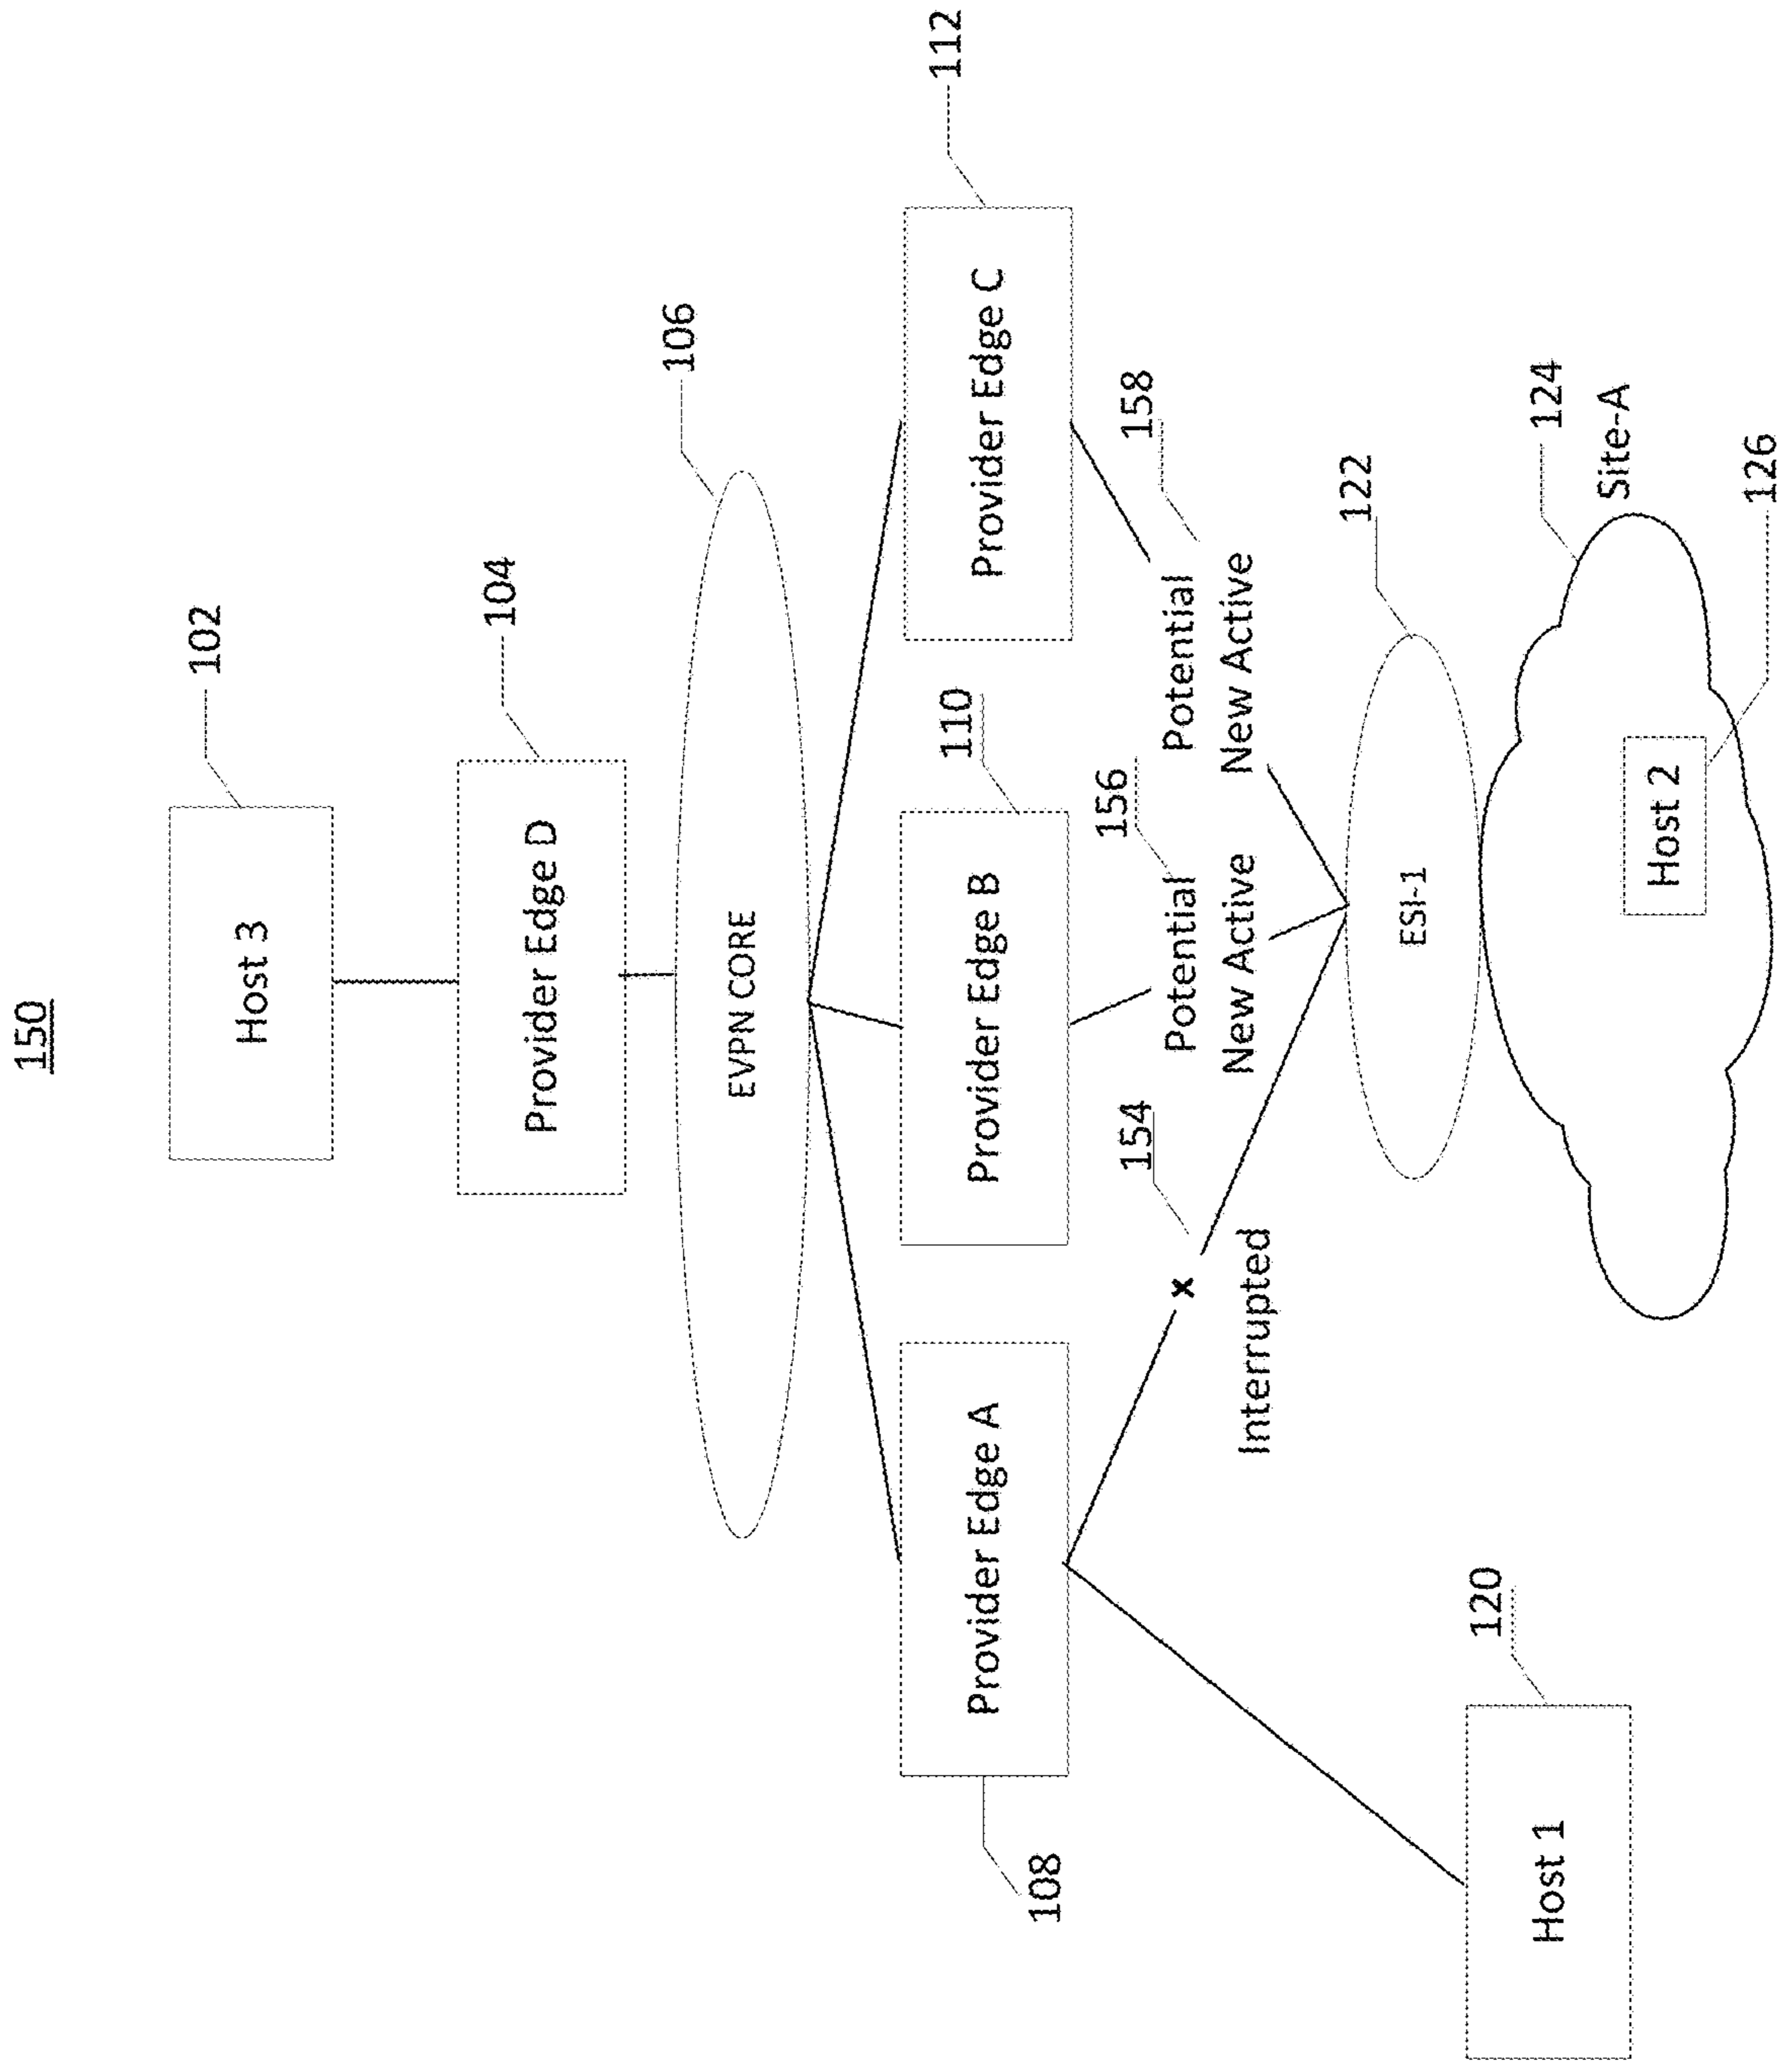 150
Host 3
102
Provider Edge D
104
EVPN CORE
106
Provider Edge A
108
Provider Edge B
110
Provider Edge C
112
x
Interrupted
154
Potential
New Active
156
Potential
New Active
158
ESI-1
122
Host 1
120
Host 2
126
Site-A
124